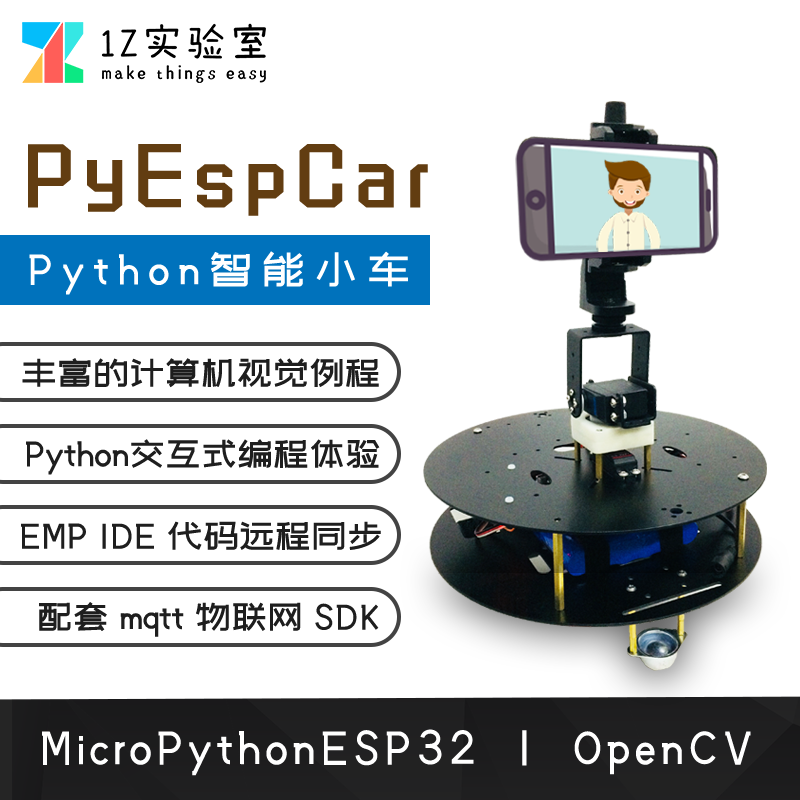 1Z实验室
make things easy
PyEspCar
Python智能小车
丰富的计算机视觉例程
Python交互式编程体验
EMP IDE 代码远程同步
配套 mqtt 物联网 SDK
MicroPythonESP32 | OpenCV